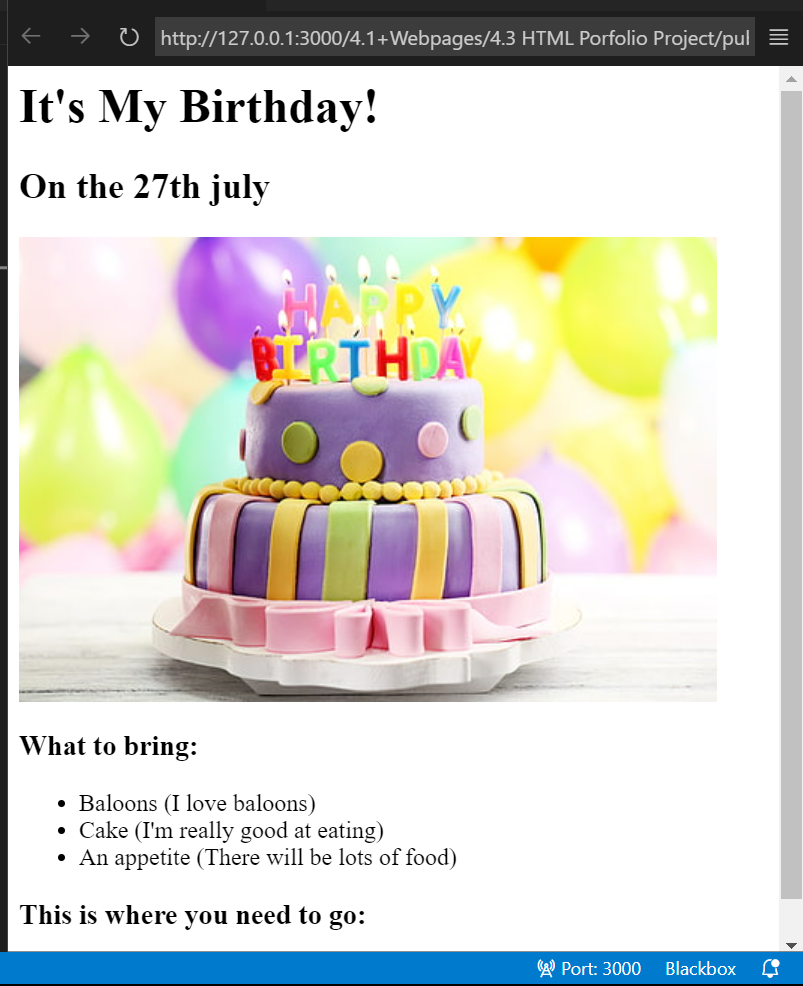 http://127.0.0.1:3000/4.1+Webpages/4.3 HTML Porfolio Project/pul
It's My Birthday!
On the 27th july
HAPPY
BIRTHDAY
What to bring:
Baloons (I love baloons)
Cake (I'm really good at eating)
An appetite (There will be lots of food)
This is where you need to go:
Port: 3000 Blackbox